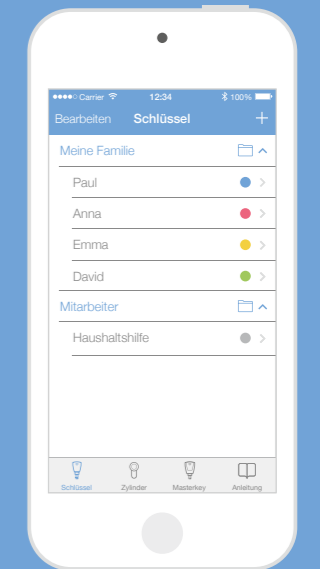 Carrier 12:34 100%
Bearbeiten Schlüssel +
Meine Familie
Paul
Anna
Emma
David
Mitarbeiter
Haushaltshilfe
Schlüssel Zylinder Masterkey Anleitung